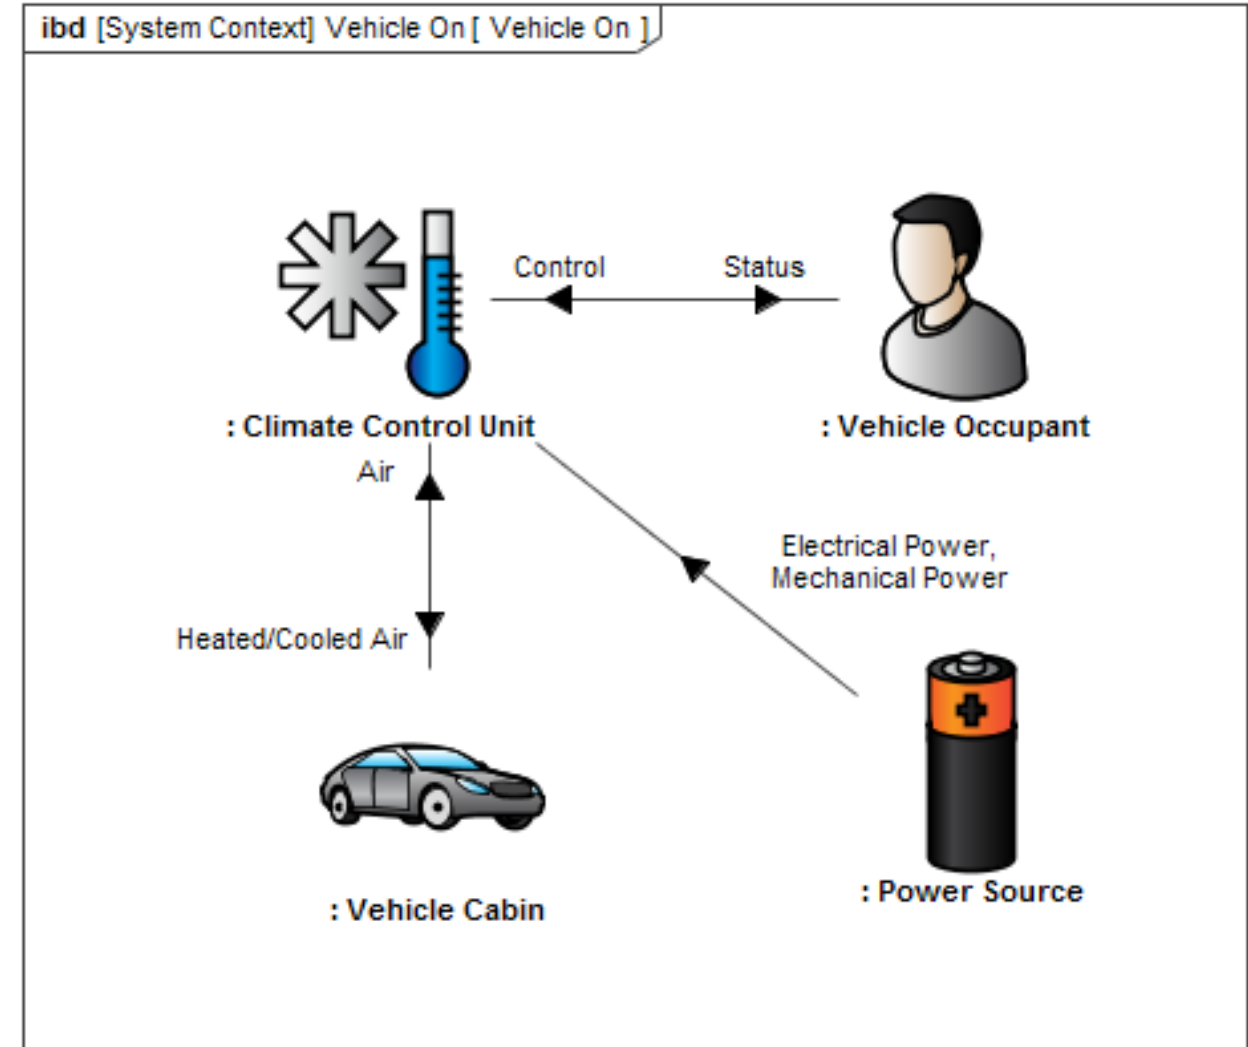 ibd [System Context] Vehicle On [ Vehicle On ]
Control
Status
: Climate Control Unit
: Vehicle Occupant
Air
Electrical Power,
Mechanical Power
Heated/Cooled Air
: Power Source
: Vehicle Cabin